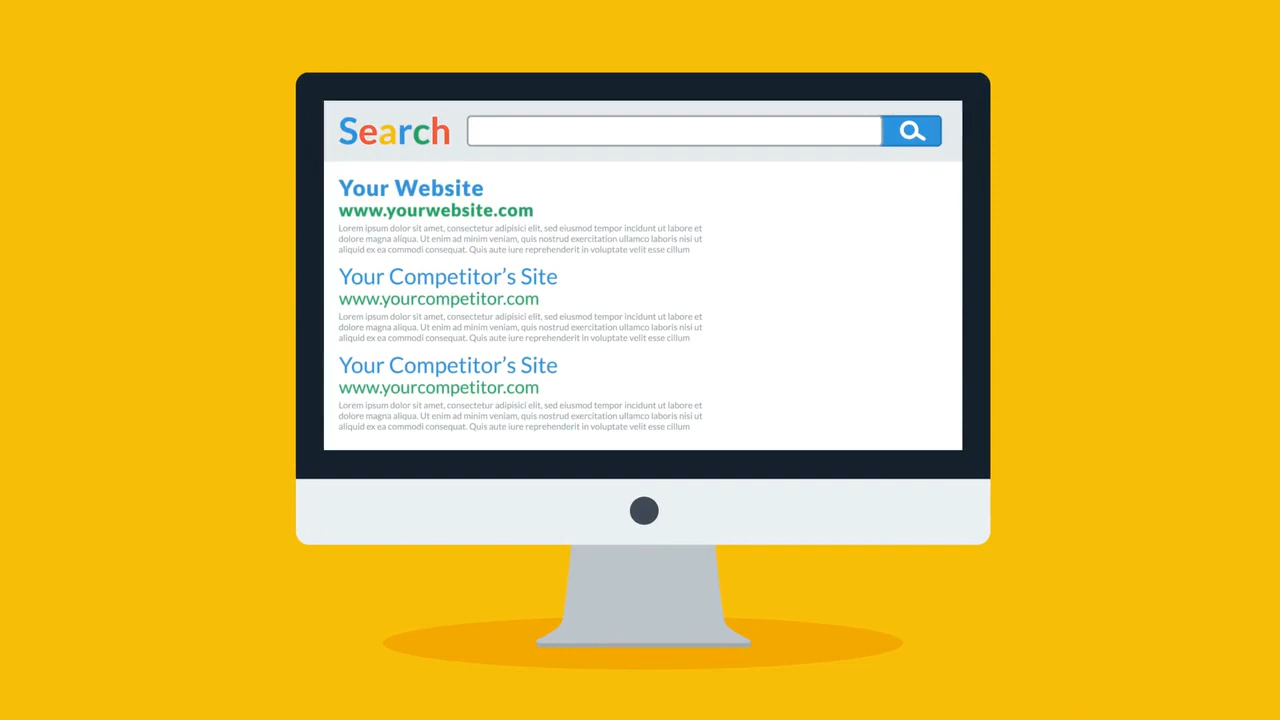 Search
Your Website
www.yourwebsite.com
Lorem ipsum dolor sit amet, consectetur adipisici elit, sed eiusmod tempor incidunt ut labore et
dolore magna aliqua. Ut enim ad minim veniam, quis nostrud exercitation ullamco laboris nisi ut
aliquid ex ea commodi consequat. Quis aute iure reprehenderit in voluptate velit esse cillum
Your Competitor's Site
www.yourcompetitor.com
Lorem ipsum dolor sit amet, consectetur adipisici elit, sed eiusmod tempor incidunt ut labore et
dolore magna aliqua. Ut enim ad minim veniam, quis nostrud exercitation ullamco laboris nisi ut
aliquid ex ea commodi consequat. Quis aute iure reprehenderit in voluptate velit esse cillum
Your Competitor's Site
www.yourcompetitor.com
Lorem ipsum dolor sit amet, consectetur adipisici elit, sed eiusmod tempor incidunt ut labore et
dolore magna aliqua. Ut enim ad minim veniam, quis nostrud exercitation ullamco laboris nisi ut
aliquid ex ea commodi consequat. Quis aute iure reprehenderit in voluptate velit esse cillum